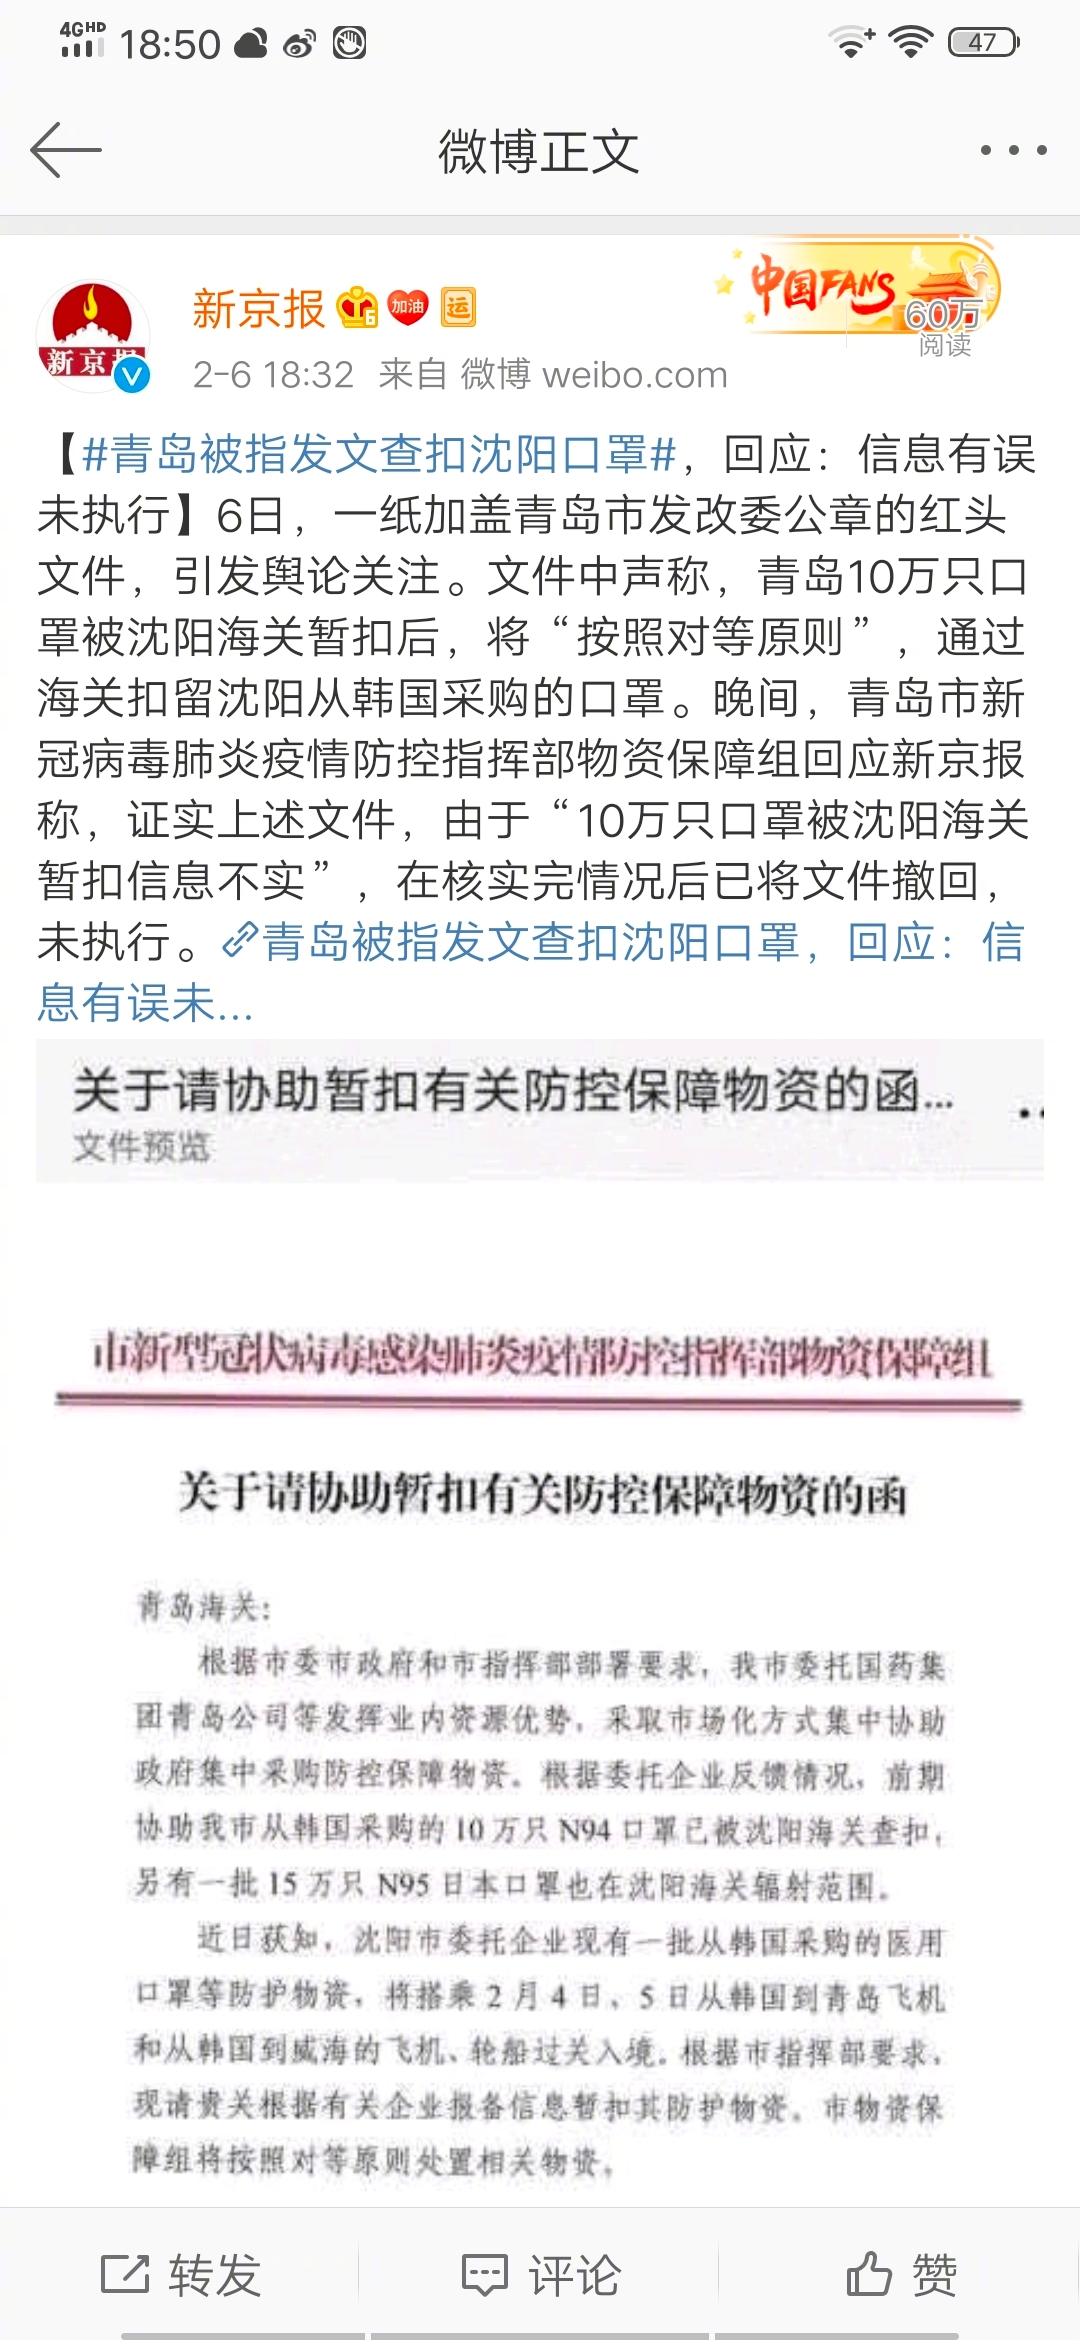 4GHD 18:50 47
微博正文
新京报 加油 运
中国FANS
60万
阅读
新京报
2-6 18:32 来自 微博 weibo.com
【#青岛被指发文查扣沈阳口罩#，回应：信息有误
未执行】6日，一纸加盖青岛市发改委公章的红头
文件，引发舆论关注。文件中声称，青岛10万只口
罩被沈阳海关暂扣后，将“按照对等原则”，通过
海关扣留沈阳从韩国采购的口罩。晚间，青岛市新
冠病毒肺炎疫情防控指挥部物资保障组回应新京报
称，证实上述文件，由于“10万只口罩被沈阳海关
暂扣信息不实”，在核实完情况后已将文件撤回，
未执行。青岛被指发文查扣沈阳口罩，回应：信
息有误未...
关于请协助暂扣有关防控保障物资的函...
文件预览
市新型冠状病毒感染肺炎疫情防控指挥部物资保障组
关于请协助暂扣有关防控保障物资的函
青岛海关：
根据市委市政府和市指挥部部署要求，我市委托国药集
团青岛公司等发挥业内资源优势，采取市场化方式集中协助
政府集中采购防控保障物资。根据委托企业反馈情况，前期
协助我市从韩国采购的10万只N94口罩已被沈阳海关查扣，
另有一批15万只N95日本口罩也在沈阳海关辐射范围。
近日获知，沈阳市委托企业现有一批从韩国采购的医用
口罩等防护物资，将搭乘2月4日、5日从韩国到青岛飞机
和从韩国到威海的飞机、轮船过关入境。根据市指挥部要求，
现请贵关根据有关企业报备信息暂扣其防护物资。市物资保
障组将按照对等原则处置相关物资。
转发 评论 赞